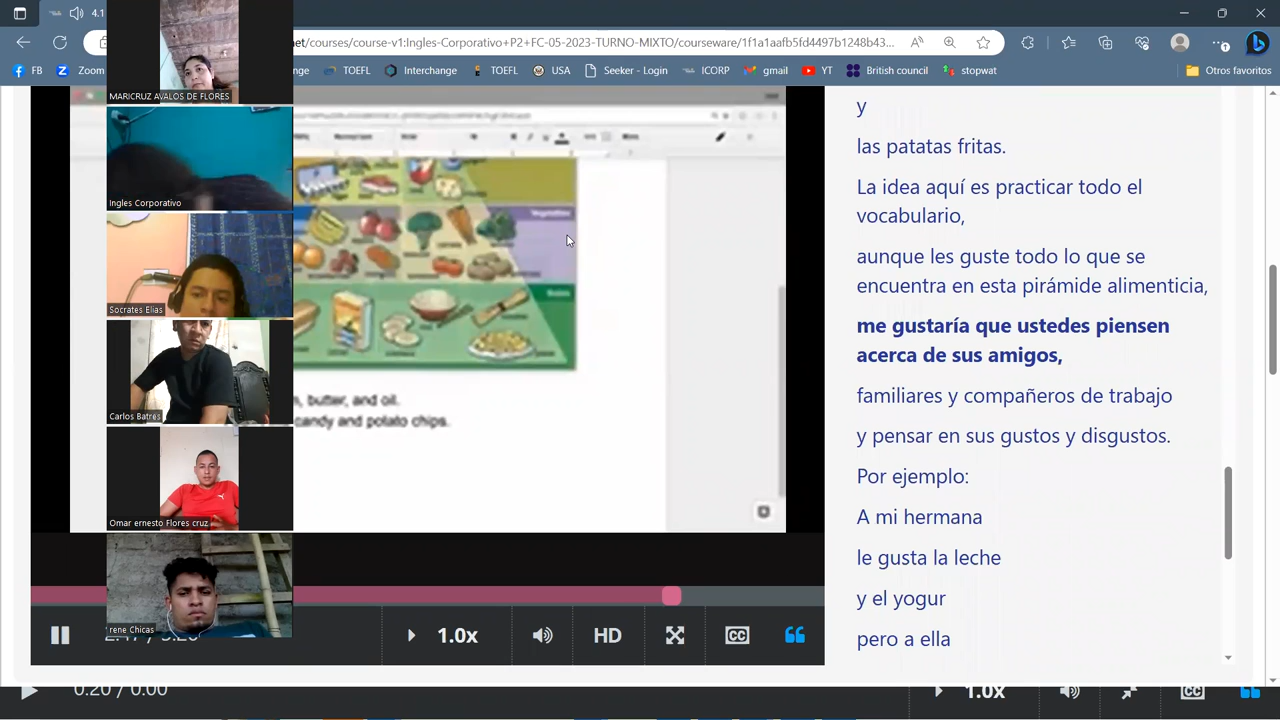 4.1
net/courses/course-v1:Ingles-Corporativo+P2+FC-05-2023-TURNO-MIXTO/courseware/1f1a1aafb5fd4497b1248b43...
FB
Zoom
nge
TOEFL
Interchange
TOEFL
USA
Seeker - Login
ICORP
gmail
YT
British council
stopwat
Otros favoritos
MARICRUZ AVALOS DE FLORES
Ingles Corporativo
Socrates Elias
Carlos Batres
Omar ernesto Flores cruz
rene Chicas
n, butter, and oil.
candy and potato chips.
y
las patatas fritas.
La idea aquí es practicar todo el
vocabulario,
aunque les guste todo lo que se
encuentra en esta pirámide alimenticia,
me gustaría que ustedes piensen
acerca de sus amigos,
familiares y compañeros de trabajo
y pensar en sus gustos y disgustos.
Por ejemplo:
A mi hermana
le gusta la leche
y el yogur
pero a ella
1.0x
HD
CC
0:20 / 0:00
1.0x
CC